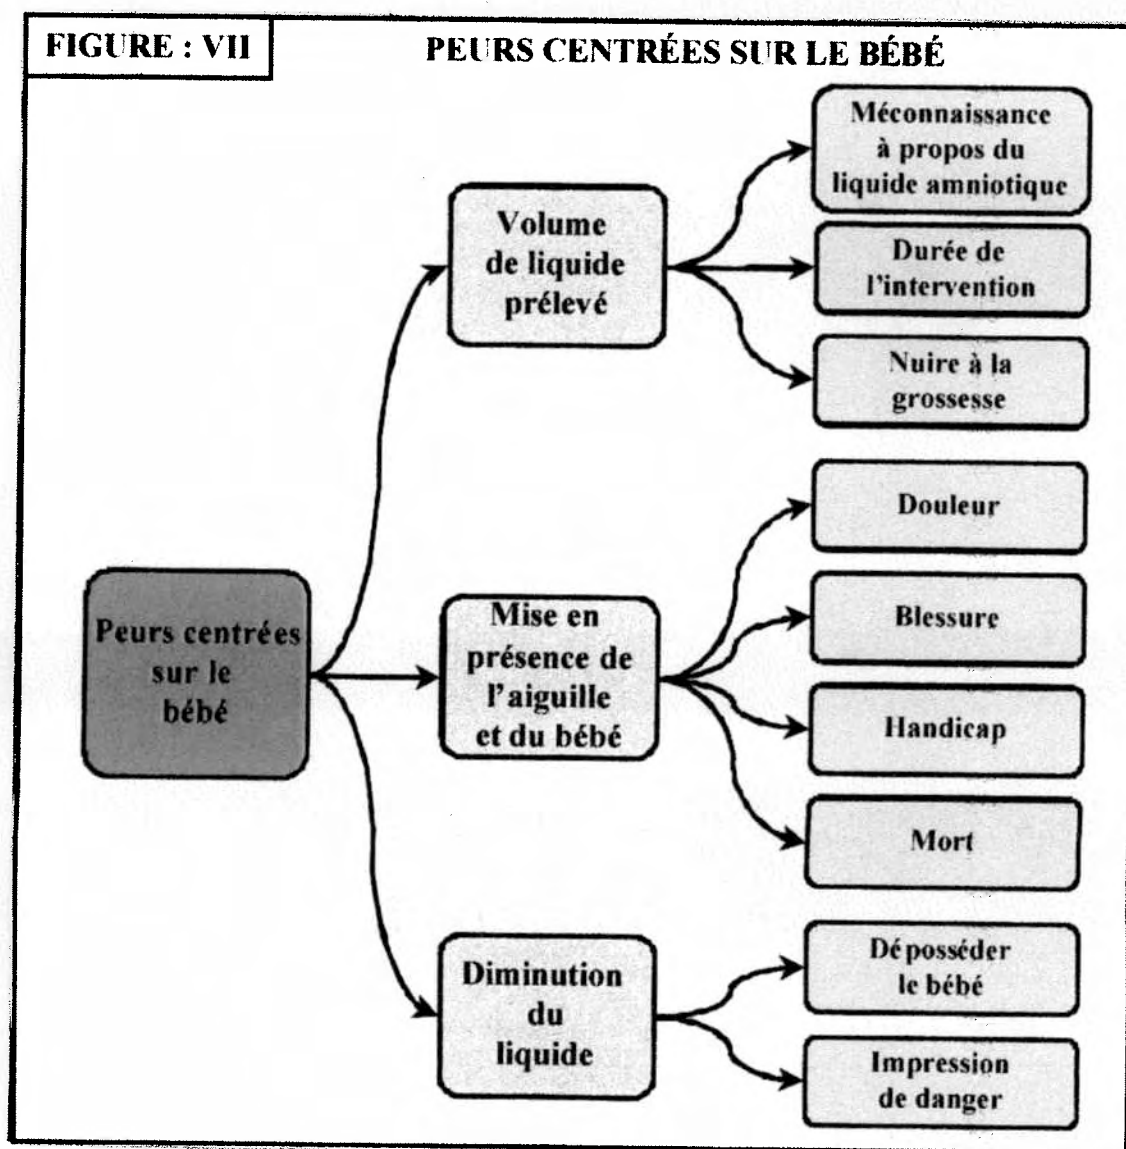 FIGURE : VII
PEURS CENTRÉES SUR LE BÉBÉ
Méconnaissance
à propos du
liquide amniotique
Volume
de liquide
prélevé
Durée de
l'intervention
Nuire à la
grossesse
Douleur
Peurs centrées
sur le
bébé
Mise en
présence de
l'aiguille
et du bébé
Blessure
Handicap
Mort
Diminution
du
liquide
Déposséder
le bébé
Impression
de danger